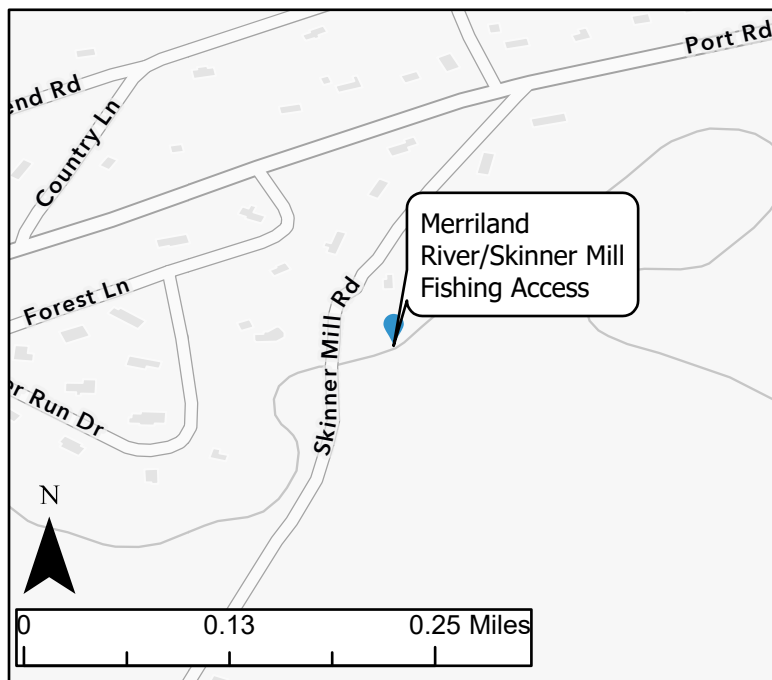 Port Rd
end Rd
Country Ln
Merriland
River/Skinner Mill
Fishing Access
Forest Ln
Skinner Mill Rd
or Run Dr
N
0 0.13 0.25 Miles